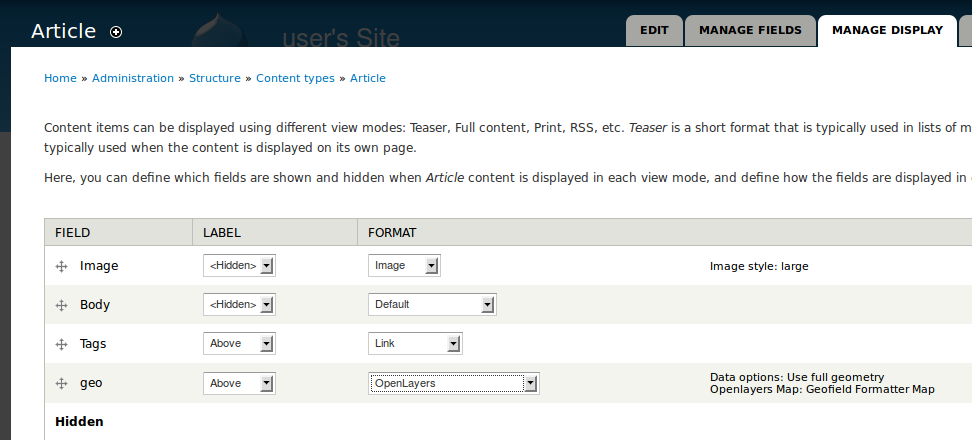 Article
user's Site
EDIT MANAGE FIELDS MANAGE DISPLAY
Home » Administration » Structure » Content types » Article
Content items can be displayed using different view modes: Teaser, Full content, Print, RSS, etc. Teaser is a short format that is typically used in lists of
typically used when the content is displayed on its own page.
Here, you can define which fields are shown and hidden when Article content is displayed in each view mode, and define how the fields are displayed in
FIELD LABEL FORMAT
Image <Hidden> Image Image style: large
Body <Hidden> Default
Tags Above Link
geo Above OpenLayers Data options: Use full geometry
Openlayers Map: Geofield Formatter Map
Hidden